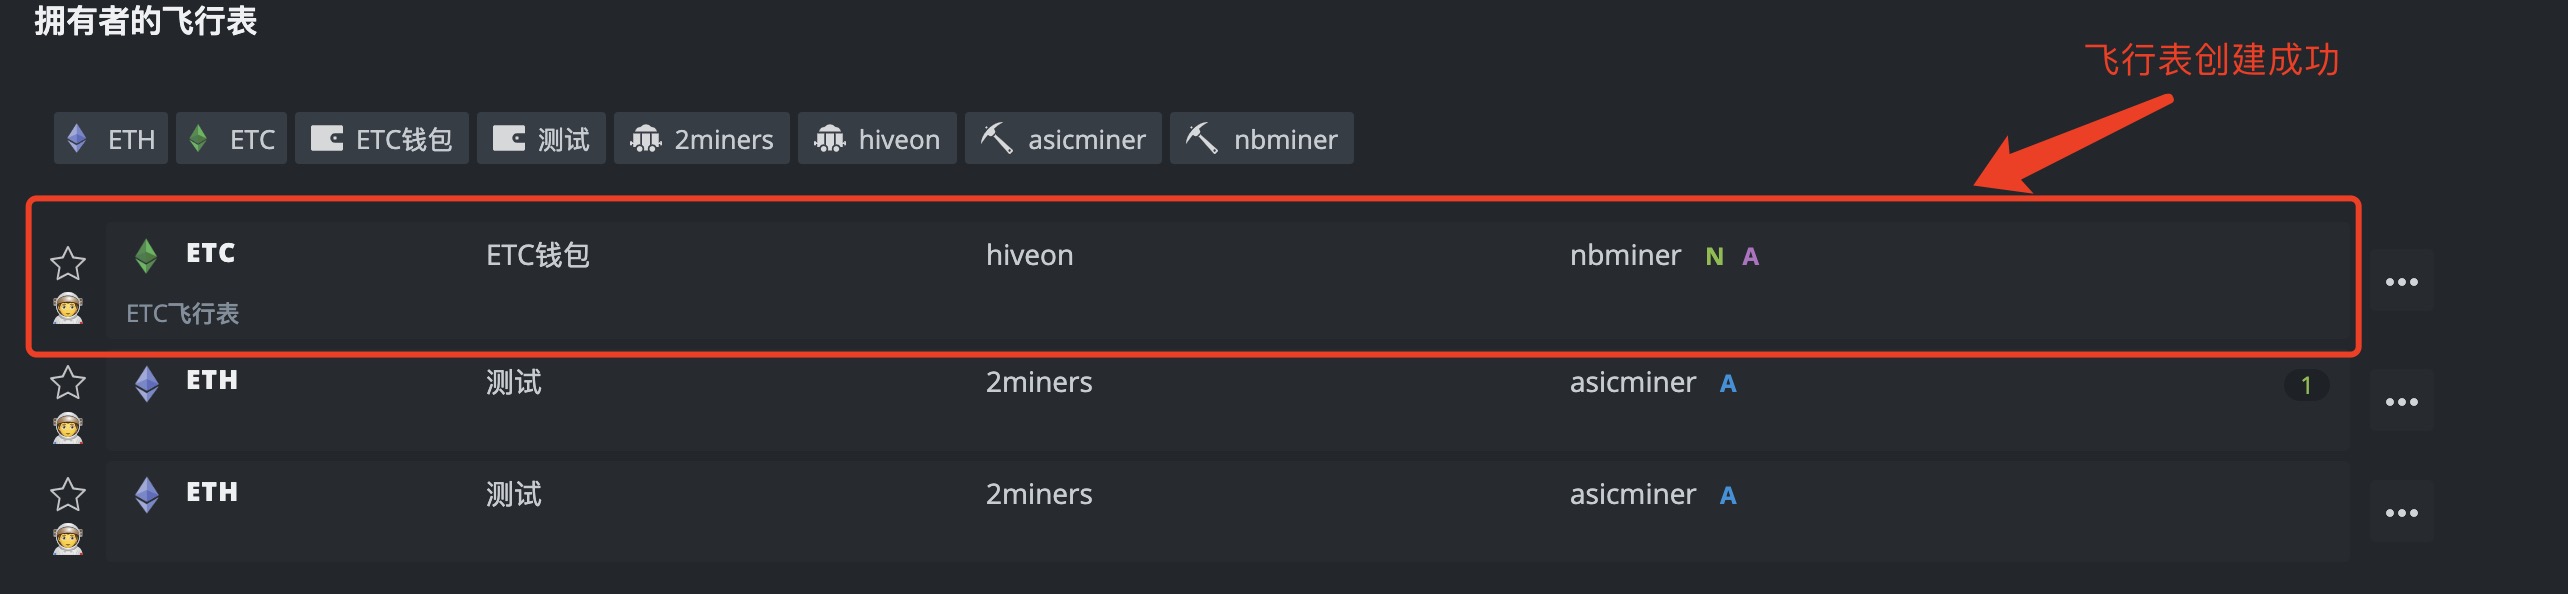 拥有者的飞行表
飞行表创建成功
ETH ETC ETC钱包 测试 2miners hiveon asicminer nbminer
ETC ETC钱包 hiveon nbminer N A
ETC飞行表
ETH 测试 2miners asicminer A 1
ETH 测试 2miners asicminer A